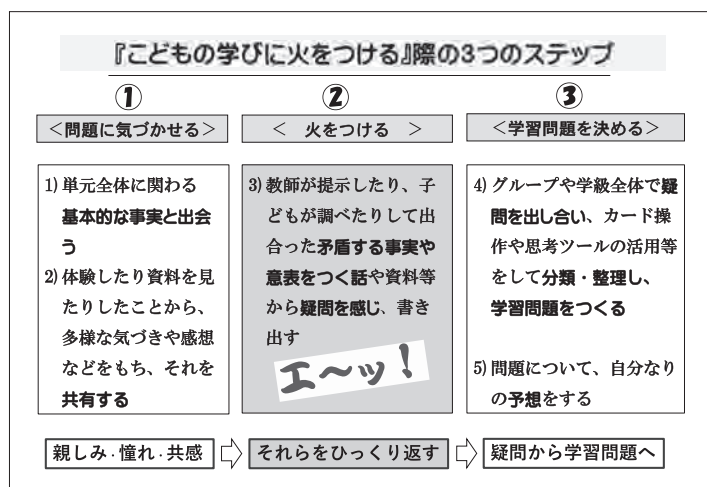 『こどもの学びに火をつける』際の3つのステップ
①
<問題に気づかせる>
1) 単元全体に関わる
基本的な事実と出会
う
2) 体験したり資料を見
たりしたことから、
多様な気づきや感想
などをもち、それを
共有する
②
< 火をつける >
3) 教師が提示したり、子
どもが調べたりして出
合った矛盾する事実や
意表をつく話や資料等
から疑問を感じ、書き
出す
エ〜ッ!
③
<学習問題を決める>
4) グループや学級全体で疑
問を出し合い、カード操
作や思考ツールの活用等
をして分類・整理し、
学習問題をつくる
5) 問題について、自分なり
の予想をする
親しみ・憧れ・共感
それらをひっくり返す
疑問から学習問題へ